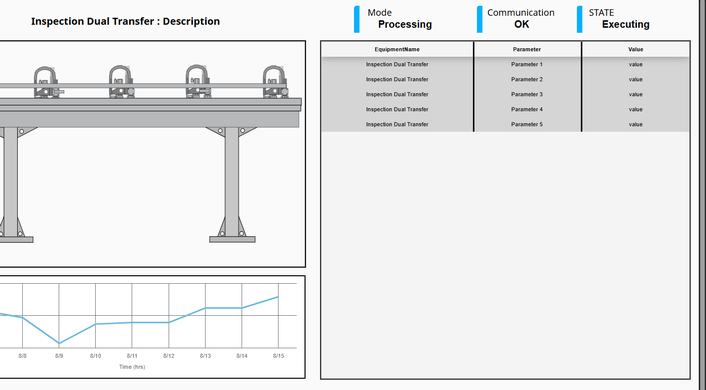 Inspection Dual Transfer : Description
Mode
Processing
Communication
OK
STATE
Executing
EquipmentName Parameter Value
Inspection Dual Transfer Parameter 1 value
Inspection Dual Transfer Parameter 2 value
Inspection Dual Transfer Parameter 3 value
Inspection Dual Transfer Parameter 4 value
Inspection Dual Transfer Parameter 5 value
8/8 8/9 8/10 8/11 8/12 8/13 8/14 8/15
Time (hrs)